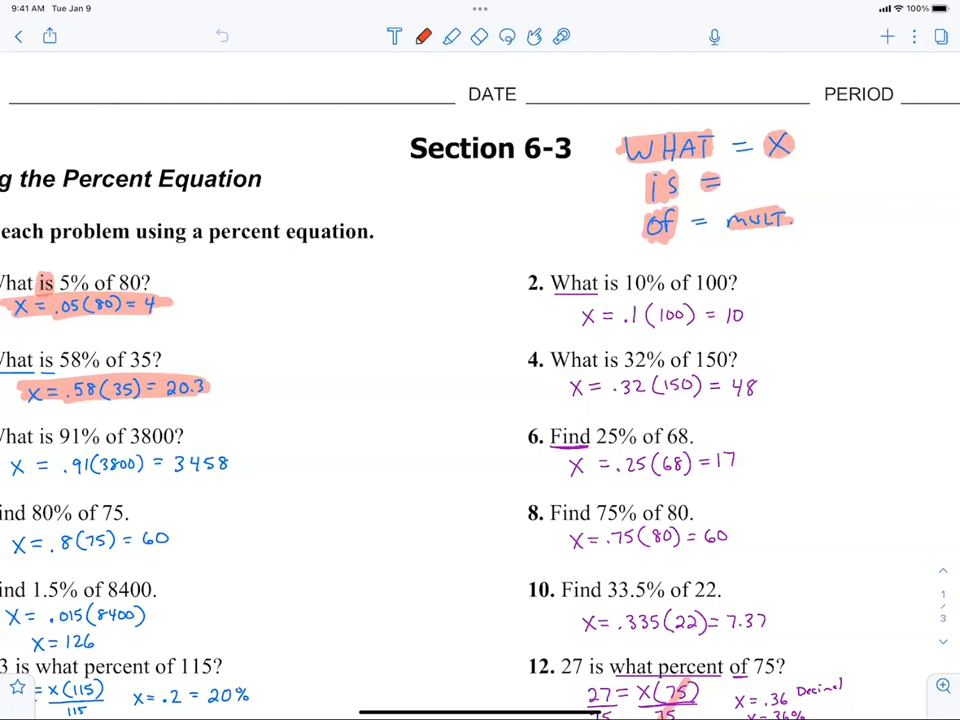 9:41 AM Tue Jan 9
100%
DATE PERIOD
Section 6-3
WHAT = X
is =
of = MULT.
g the Percent Equation
each problem using a percent equation.
hat is 5% of 80?
X = .05(80) = 4
2. What is 10% of 100?
X = .1(100) = 10
hat is 58% of 35?
X = .58(35) = 20.3
4. What is 32% of 150?
X = .32(150) = 48
hat is 91% of 3800?
X = .91(3800) = 3458
6. Find 25% of 68.
X = .25(68) = 17
ind 80% of 75.
X = .8(75) = 60
8. Find 75% of 80.
X = .75(80) = 60
ind 1.5% of 8400.
X = .015(8400)
X = 126
10. Find 33.5% of 22.
X = .335(22) = 7.37
3 is what percent of 115?
= X(115)
115
X = .2 = 20%
12. 27 is what percent of 75?
27 = X(75)
75 75
X = .36 Decimal
X = 36%
1
/
3